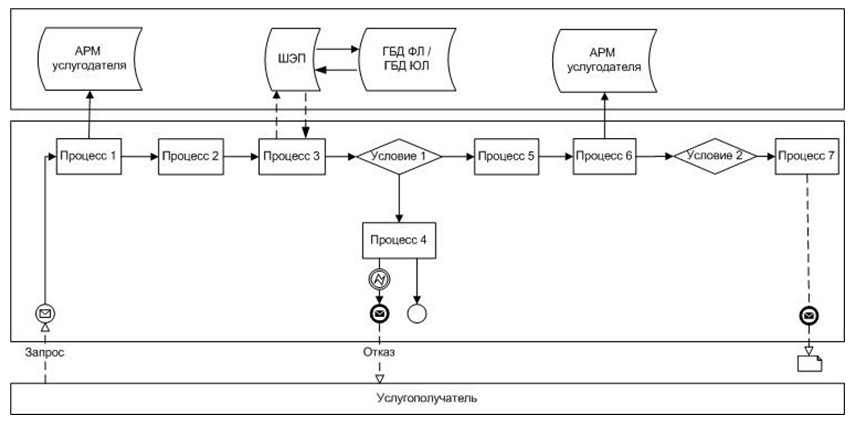 АРМ
услугодателя
ШЭП
ГБД ФЛ /
ГБД ЮЛ
АРМ
услугодателя
Процесс 1
Процесс 2
Процесс 3
Условие 1
Процесс 5
Процесс 6
Условие 2
Процесс 7
Процесс 4
Запрос
Отказ
Услугополучатель